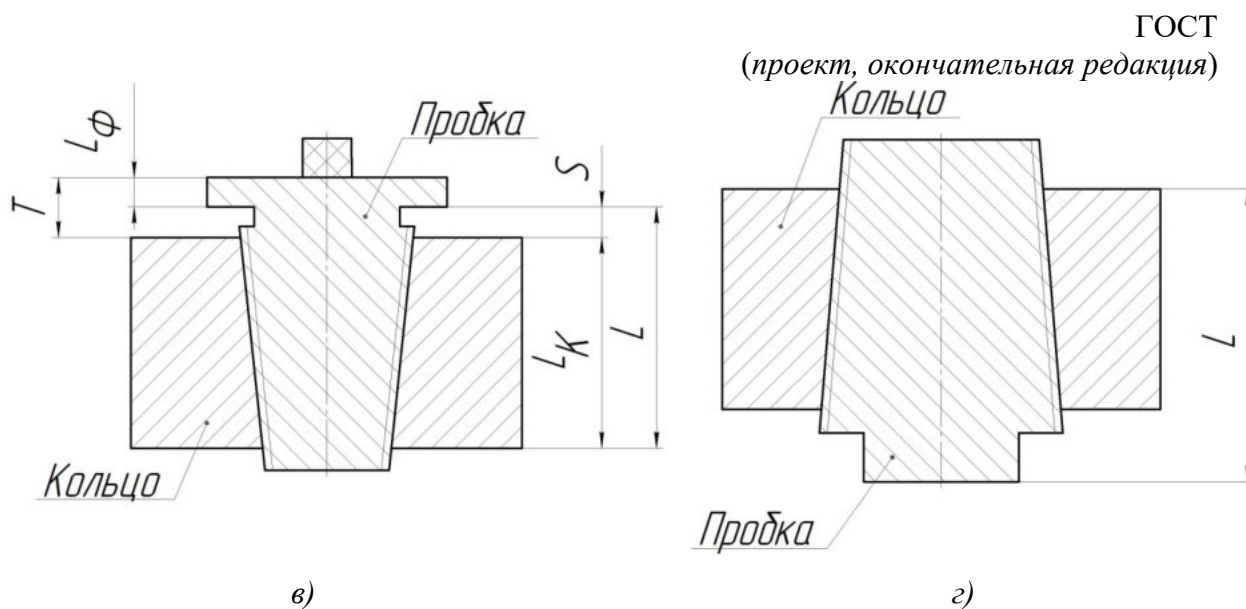 ГОСТ
(проект, окончательная редакция)
Кольцо
Пробка
LФ
T
S
LК
L
L
Кольцо
Пробка
в)
г)